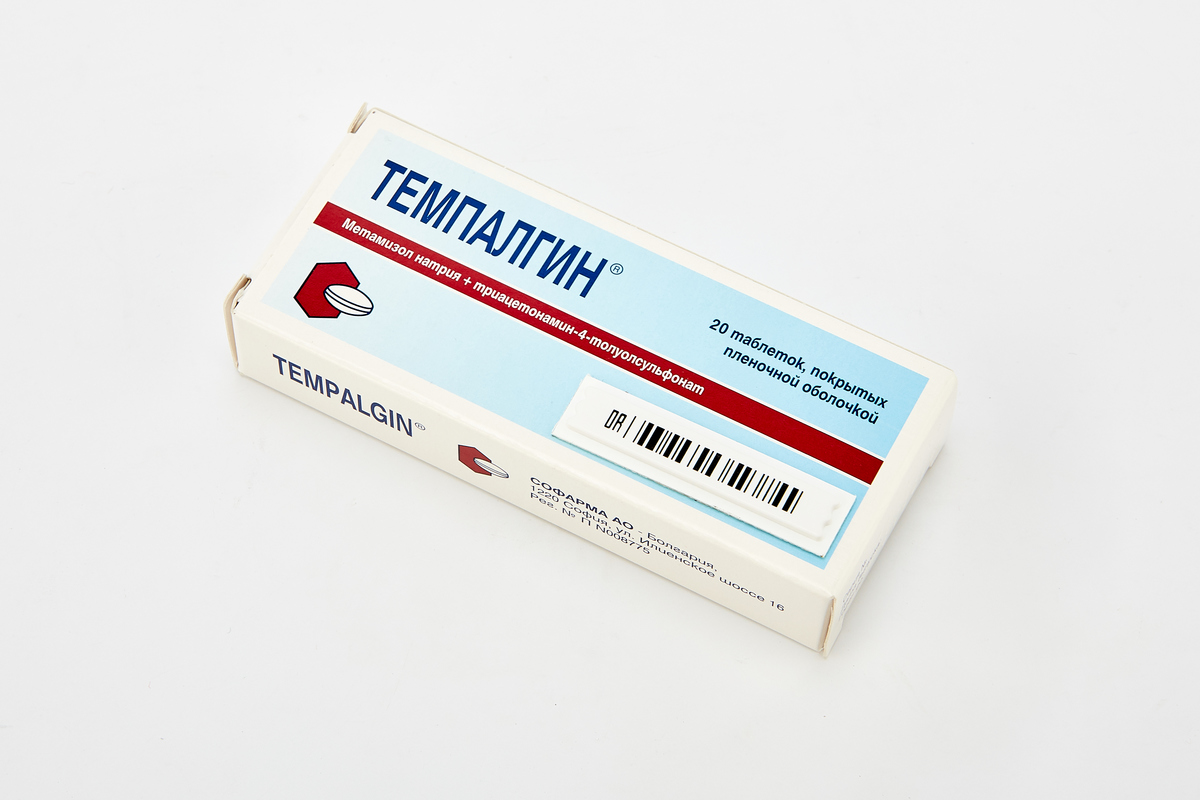 ТЕМПАЛГИН®
Метамизол натрия + триацетонамин-4-толуолсульфонат
20 таблеток, покрытых
пленочной оболочкой
DR
TEMPALGIN®
СОФАРМА АО - Болгария,
1220 София, ул. Илиенское шоссе 16
Рег. № П N008775